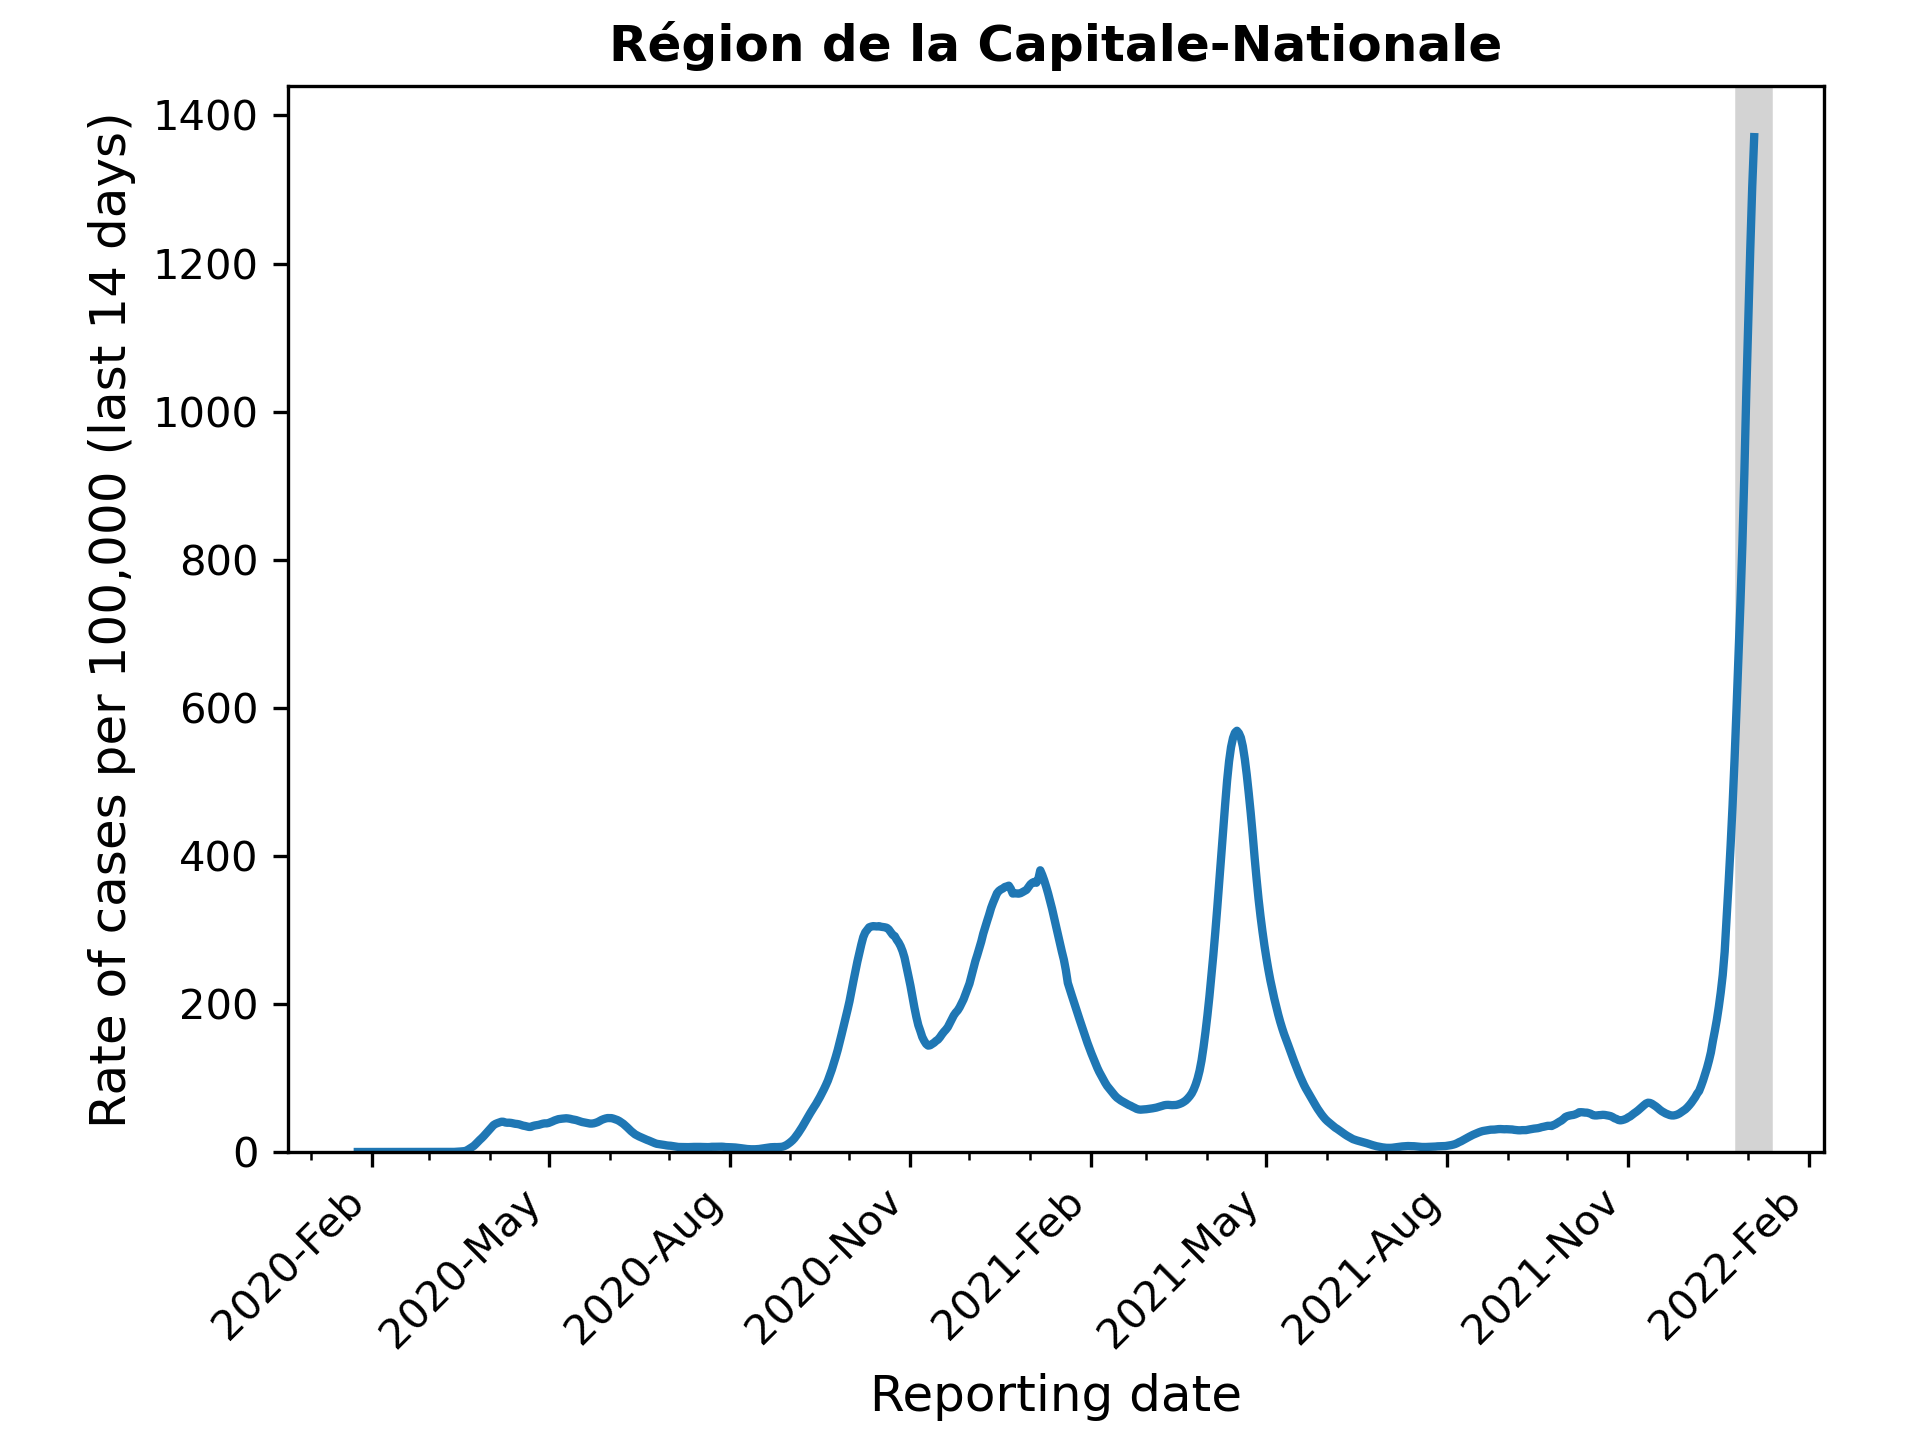 Région de la Capitale-Nationale
Rate of cases per 100,000 (last 14 days)
1400
1200
1000
800
600
400
200
0
2020-Feb
2020-May
2020-Aug
2020-Nov
2021-Feb
2021-May
2021-Aug
2021-Nov
2022-Feb
Reporting date